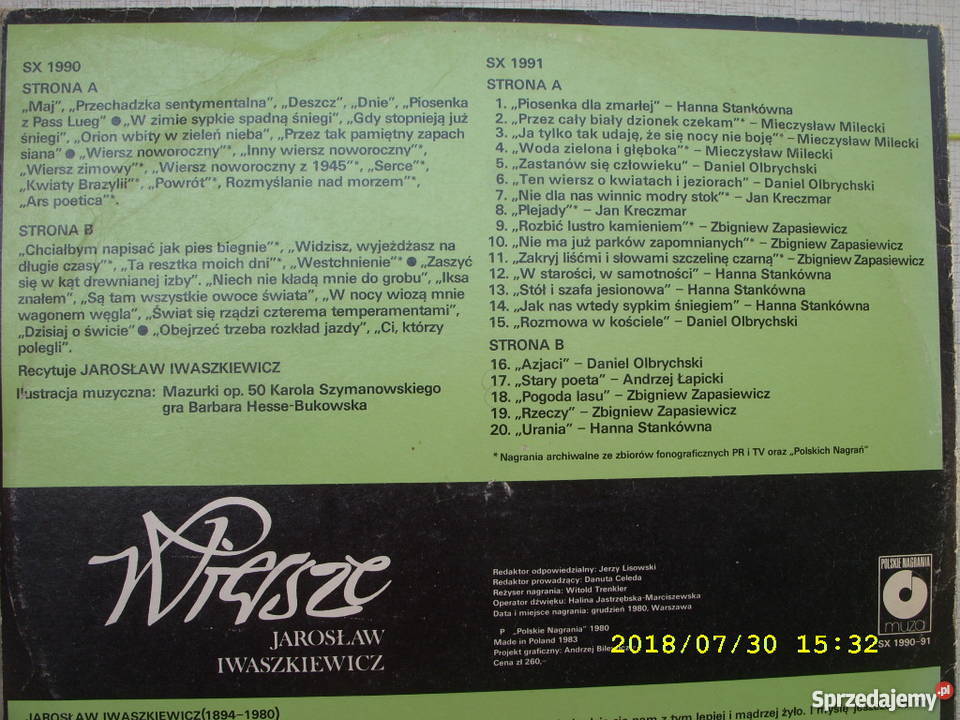 SX 1990
STRONA A
„Maj”, „Przechadzka sentymentalna”, „Deszcz”, „Dnie”, „Piosenka
z Pass Lueg” ● „W zimie sypkie spadną śniegi”, „Gdy stopnieją już
śniegi”, „Orion wbity w zieleń nieba”, „Przez tak pamiętny zapach
siana” ● „Wiersz noworoczny”*, „Inny wiersz noworoczny”*,
„Wiersz zimowy”*, „Wiersz noworoczny z 1945”*, „Serce”*,
„Kwiaty Brazylii”*, „Powrót”*, Rozmyślanie nad morzem”*,
„Ars poetica”*.
STRONA B
„Chciałbym napisać jak pies biegnie”*, „Widzisz, wyjeżdżasz na
długie czasy”*, „Ta resztka moich dni”*, „Westchnienie”* ● „Zaszyć
się w kąt drewnianej izby”. „Niech nie kładą mnie do grobu”, „Iksa
znałem”, „Są tam wszystkie owoce świata”, „W nocy wiozą mnie
wagonem węgla”, „Świat się rządzi czterema temperamentami”,
„Dzisiaj o świcie” ● „Obejrzeć trzeba rozkład jazdy”, „Ci, którzy
polegli”.
Recytuje JAROSŁAW IWASZKIEWICZ
Ilustracja muzyczna: Mazurki op. 50 Karola Szymanowskiego
gra Barbara Hesse-Bukowska
SX 1991
STRONA A
1. „Piosenka dla zmarłej” – Hanna Stankówna
2. „Przez cały biały dzionek czekam”* – Mieczysław Milecki
3. „Ja tylko tak udaję, że się nocy nie boję”* – Mieczysław Milecki
4. „Woda zielona i głęboka”* – Mieczysław Milecki
5. „Zastanów się człowieku” – Daniel Olbrychski
6. „Ten wiersz o kwiatach i jeziorach” – Daniel Olbrychski
7. „Nie dla nas winnic modry stok”* – Jan Kreczmar
8. „Plejady”* – Jan Kreczmar
9. „Rozbić lustro kamieniem”* – Zbigniew Zapasiewicz
10. „Nie ma już parków zapomnianych”* – Zbigniew Zapasiewicz
11. „Zakryj liśćmi i słowami szczelinę czarną”* – Zbigniew Zapasiewicz
12. „W starości, w samotności” – Hanna Stankówna
13. „Stół i szafa jesionowa” – Hanna Stankówna
14. „Jak nas wtedy sypkim śniegiem” – Hanna Stankówna
15. „Rozmowa w kościele” – Daniel Olbrychski
STRONA B
16. „Azjaci” – Daniel Olbrychski
17. „Stary poeta” – Andrzej Łapicki
18. „Pogoda lasu” – Zbigniew Zapasiewicz
19. „Rzeczy” – Zbigniew Zapasiewicz
20. „Urania” – Hanna Stankówna
* Nagrania archiwalne ze zbiorów fonograficznych PR i TV oraz „Polskich Nagrań”
Wiersze
JAROSŁAW
IWASZKIEWICZ
Redaktor odpowiedzialny: Jerzy Lisowski
Redaktor prowadzący: Danuta Celeda
Reżyser nagrania: Witold Trenkler
Operator dźwięku: Halina Jastrzębska-Marciszewska
Data i miejsce nagrania: grudzień 1980, Warszawa
P „Polskie Nagrania” 1980
Made in Poland 1983
Projekt graficzny: Andrzej
Cena zł 260,-
POLSKIE NAGRANIA
muza
SX 1990-91
2018/07/30 15:32
JAROSŁAW IWASZKIEWICZ (1894–1980)
nam z tym lepiej i mądrzej żyło. I myślę
Sprzedajemy.pl